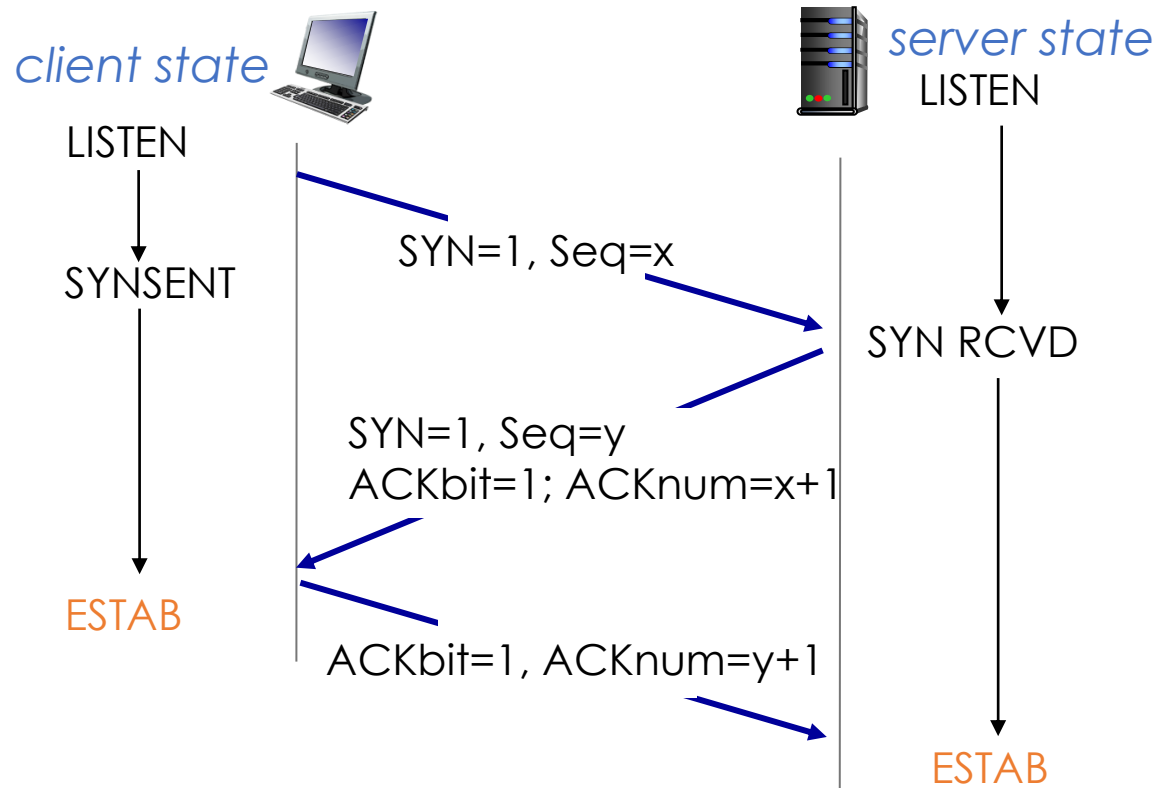 client state
server state
LISTEN
LISTEN
SYN=1, Seq=x
SYNSENT
SYN RCVD
SYN=1, Seq=y
ACKbit=1; ACKnum=x+1
ESTAB
ACKbit=1, ACKnum=y+1
ESTAB